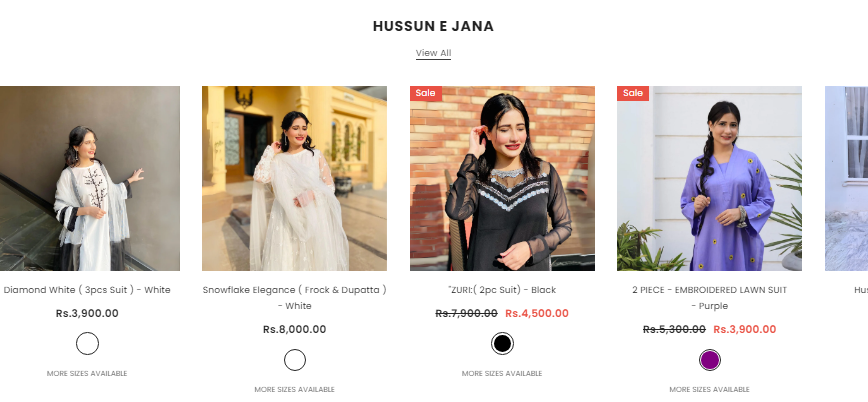 HUSSUN E JANA
View All
Sale
Sale
Diamond White ( 3pcs Suit ) - White
Rs.3,900.00
MORE SIZES AVAILABLE
Snowflake Elegance ( Frock & Dupatta )
- White
Rs.8,000.00
MORE SIZES AVAILABLE
"ZURI:( 2pc Suit) - Black
Rs.7,900.00 Rs.4,500.00
MORE SIZES AVAILABLE
2 PIECE - EMBROIDERED LAWN SUIT
- Purple
Rs.5,300.00 Rs.3,900.00
MORE SIZES AVAILABLE